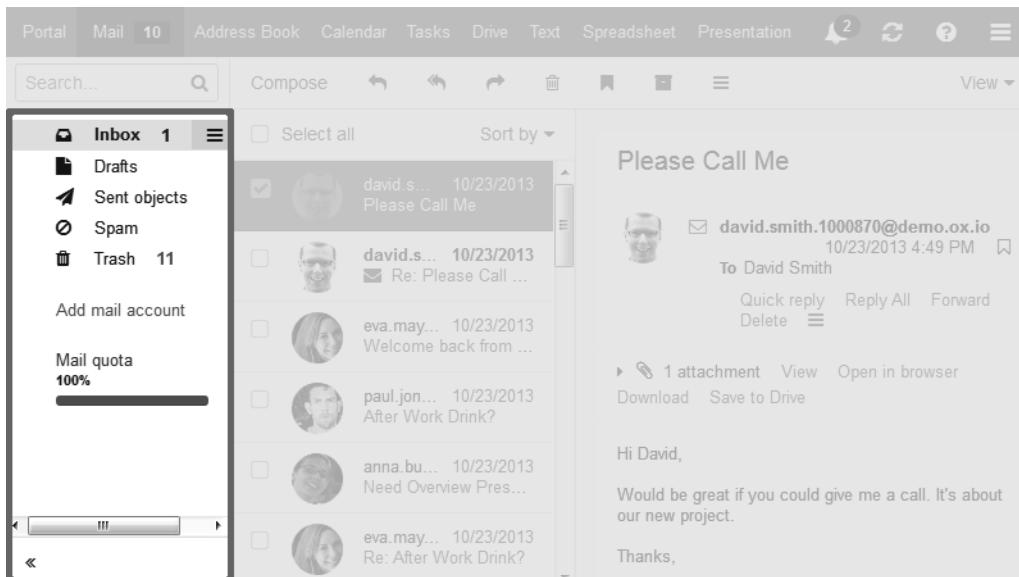 Portal Mail 10 Address Book Calendar Tasks Drive Text Spreadsheet Presentation 2
Search... Compose View
Inbox 1
Drafts
Sent objects
Spam
Trash 11
Add mail account
Mail quota
100%
Select all Sort by
david.s... 10/23/2013
Please Call Me
david.s... 10/23/2013
Re: Please Call ...
eva.may... 10/23/2013
Welcome back from ...
paul.jon... 10/23/2013
After Work Drink?
anna.bu... 10/23/2013
Need Overview Pres...
eva.may... 10/23/2013
Re: After Work Drink?
Please Call Me
david.smith.1000870@demo.ox.io
10/23/2013 4:49 PM
To David Smith
Quick reply Reply All Forward
Delete
1 attachment View Open in browser
Download Save to Drive
Hi David,
Would be great if you could give me a call. It's about
our new project.
Thanks,